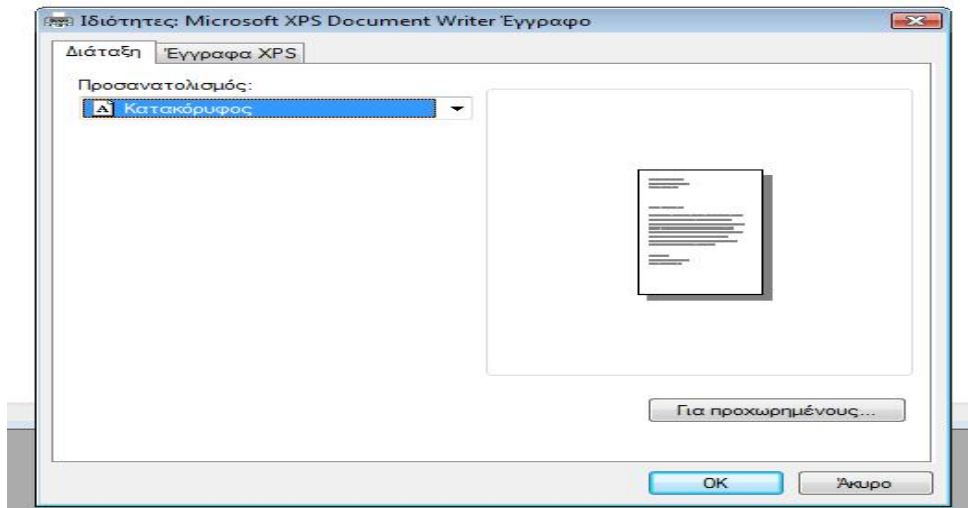 Ιδιότητες: Microsoft XPS Document Writer Έγγραφο
Διάταξη Έγγραφα XPS
Προσανατολισμός:
Κατακόρυφος
Για προχωρημένους...
OK Άκυρο